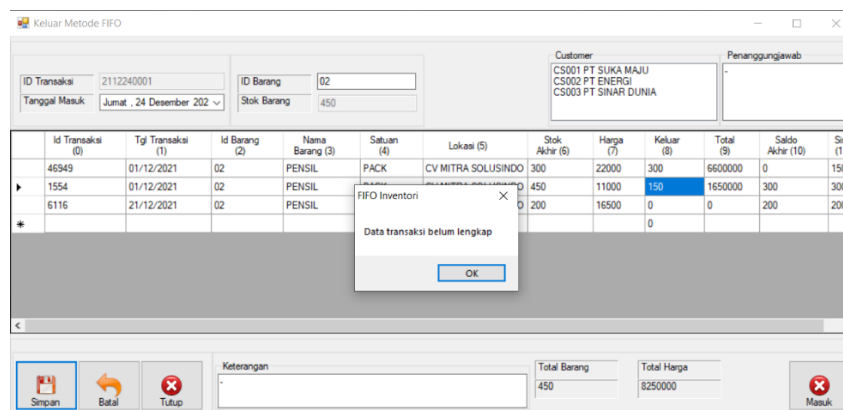 Keluar Metode FIFO
Customer
Penanggungjawab
ID Transaksi 2112240001
ID Barang 02
CS001 PT SUKA MAJU
CS002 PT ENERGI
CS003 PT SINAR DUNIA
-
Tanggal Masuk Jumat , 24 Desember 202
Stok Barang 450
Id Transaksi (0) Tgl Transaksi (1) Id Barang (2) Nama Barang (3) Satuan (4) Lokasi (5) Stok Akhir (6) Harga (7) Keluar (8) Total (9) Saldo Akhir (10)
46949 01/12/2021 02 PENSIL PACK CV MITRA SOLUSINDO 300 22000 300 6600000 0
1554 01/12/2021 02 PENSIL 450 11000 150 1650000 300
6116 21/12/2021 02 PENSIL 200 16500 0 0 200
0
FIFO Inventori
Data transaksi belum lengkap
OK
Keterangan
-
Total Barang
450
Total Harga
8250000
Simpan
Batal
Tutup
Masuk